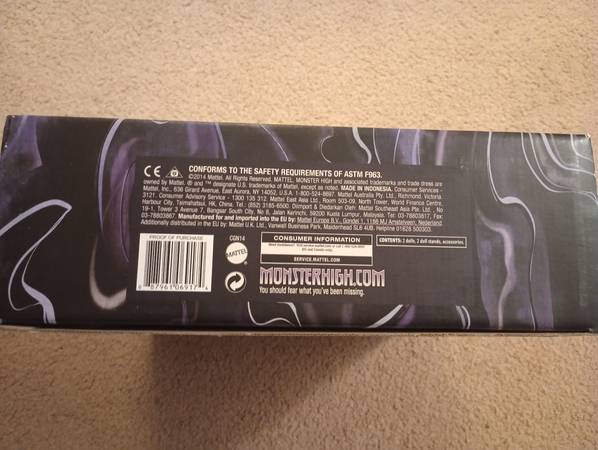 CE CONFORMS TO THE SAFETY REQUIREMENTS OF ASTM F963.
©2014 Mattel. All Rights Reserved. MATTEL, MONSTER HIGH and associated trademarks and trade dress are
owned by Mattel. ® and ™ designate U.S. trademarks of Mattel, except as noted. MADE IN INDONESIA. Consumer Services -
Mattel, Inc., 636 Girard Avenue, East Aurora, NY 14052, U.S.A. 1-800-524-8697. Mattel Australia Pty. Ltd., Richmond, Victoria.
3121. Consumer Advisory Service - 1300 135 312. Mattel East Asia Ltd., Room 503-09, North Tower, World Finance Centre,
Harbour City, Tsimshatsui, HK, China. Tel.: (852) 3185-6500. Diimport & Diedarkan Oleh: Mattel Southeast Asia Pte. Ltd., No
19-1, Tower 3 Avenue 7, Bangsar South City, No 8, Jalan Kerinchi, 59200 Kuala Lumpur, Malaysia. Tel: 03-78803817, Fax:
03-78803867. Manufactured for and imported into the EU by: Mattel Europe B.V., Gondel 1, 1186 MJ Amstelveen, Nederland.
Additionally distributed in the EU by: Mattel U.K. Ltd., Vanwall Business Park, Maidenhead SL6 4UB. Helpline 01628 500303.
PROOF OF PURCHASE
CGN14
MATTEL
CONSUMER INFORMATION
SERVICE.MATTEL.COM
CONTENTS: 2 dolls, 2 doll stands, accessories.
MONSTERHIGH.COM
You should fear what you've been missing.
8 87961 06917 4